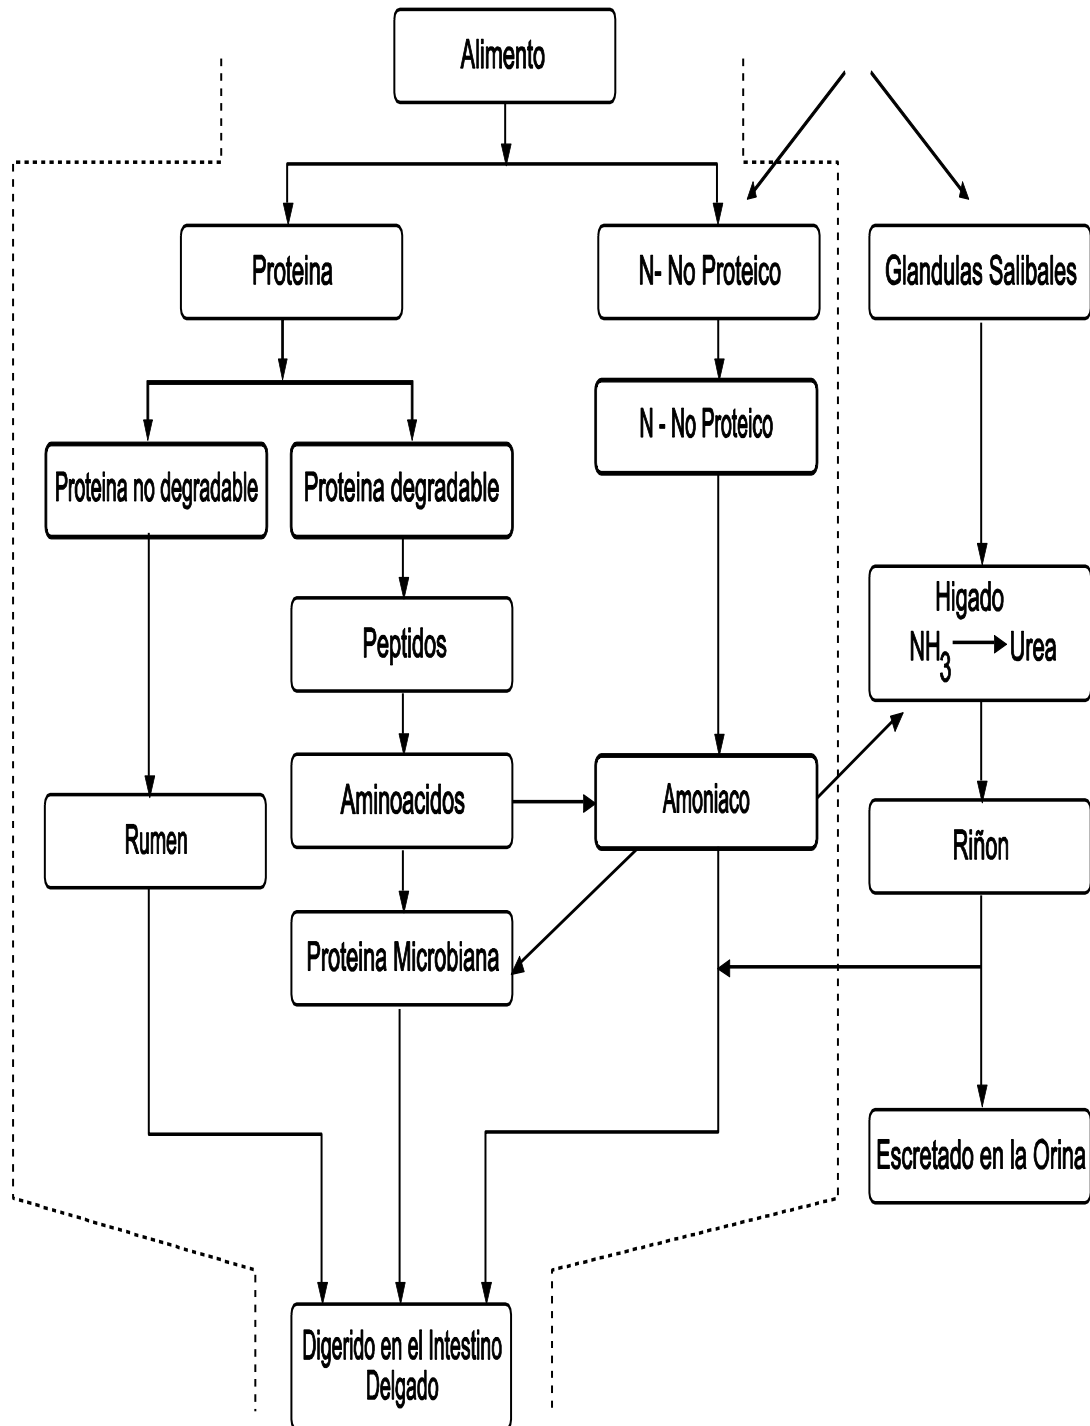 Alimento
Proteina
N- No Proteico
Glandulas Salibales
N - No Proteico
Proteina no degradable
Proteina degradable
Higado
NH3 Urea
Peptidos
Aminoacidos
Amoniaco
Rumen
Riñon
Proteina Microbiana
Escretado en la Orina
Digerido en el Intestino
Delgado